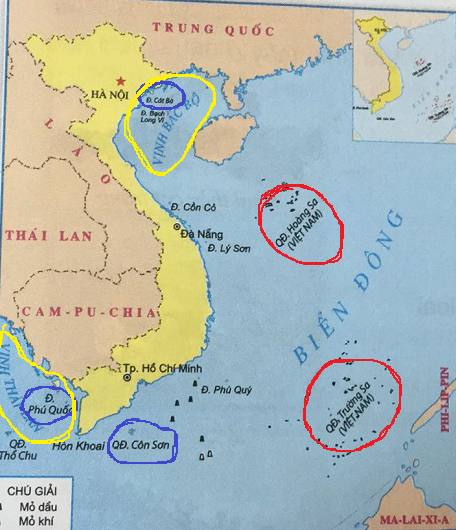 TRUNG QUỐC
HÀ NỘI
Đ. Cát Bà
Đ. Bạch
Long Vĩ
VỊNH BẮC BỘ
LÀO
Đ. Cồn Cỏ
QĐ. Hoàng Sa
(VIỆT NAM)
Đà Nẵng
Đ. Lý Sơn
THÁI LAN
BIỂN ĐÔNG
CAM-PU-CHIA
Tp. Hồ Chí Minh
Đ. Phú Quý
Đ.
Phú Quốc
QĐ. Trường Sa
(VIỆT NAM)
PHI-LIP-PIN
QĐ.
Thổ Chu
Hòn Khoai
QĐ. Côn Sơn
CHÚ GIẢI
Mỏ dầu
Mỏ khí
MA-LAI-XI-A